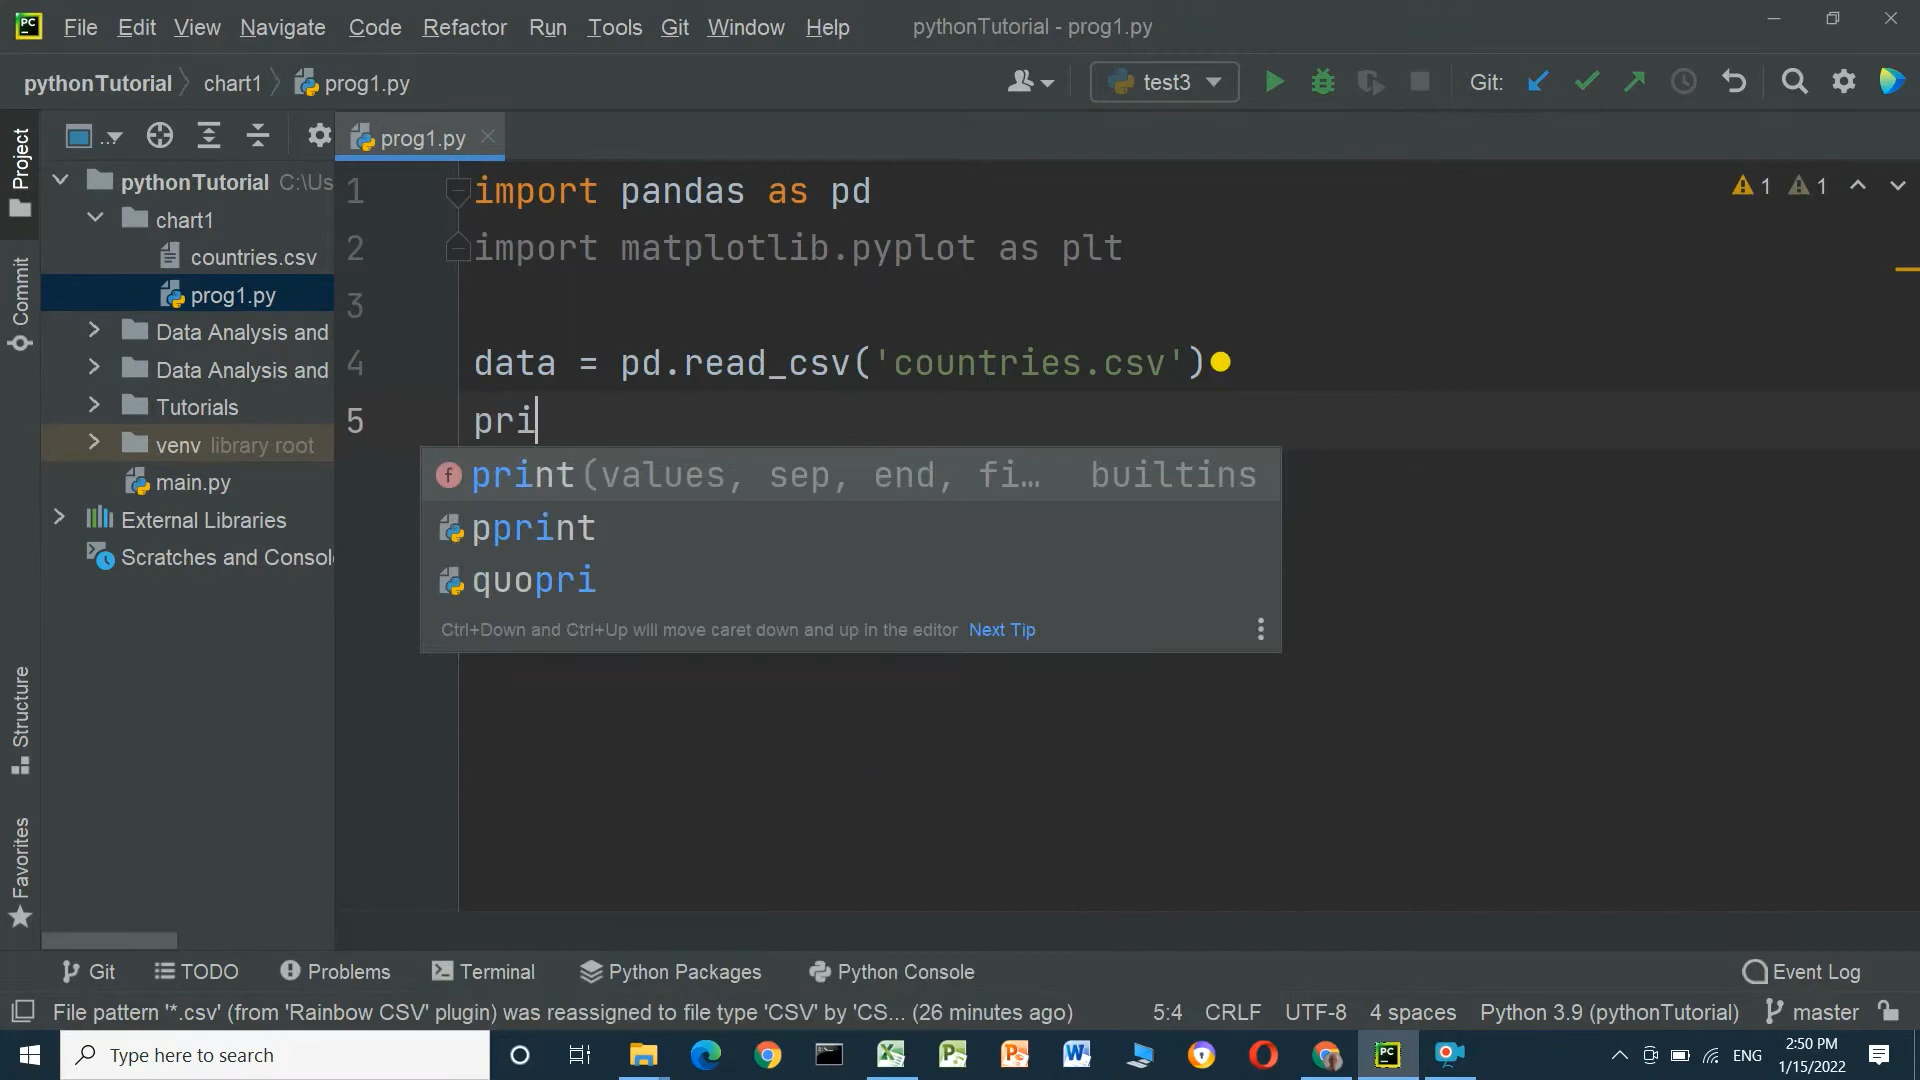 PC File Edit View Navigate Code Refactor Run Tools Git Window Help pythonTutorial - prog1.py
pythonTutorial chart1 prog1.py test3 Git:
... prog1.py
Project
Commit
Structure
Favorites
pythonTutorial C:\Us
chart1
countries.csv
prog1.py
Data Analysis and
Data Analysis and
Tutorials
venv library root
main.py
External Libraries
Scratches and Consol
1 import pandas as pd
2 import matplotlib.pyplot as plt
3
4 data = pd.read_csv('countries.csv')
5 pri
1 1
f print(values, sep, end, fi... builtins
pprint
quopri
Ctrl+Down and Ctrl+Up will move caret down and up in the editor Next Tip
Git TODO Problems Terminal Python Packages Python Console Event Log
File pattern '*.csv' (from 'Rainbow CSV' plugin) was reassigned to file type 'CSV' by 'CS... (26 minutes ago) 5:4 CRLF UTF-8 4 spaces Python 3.9 (pythonTutorial) master
Type here to search ENG 2:50 PM
1/15/2022